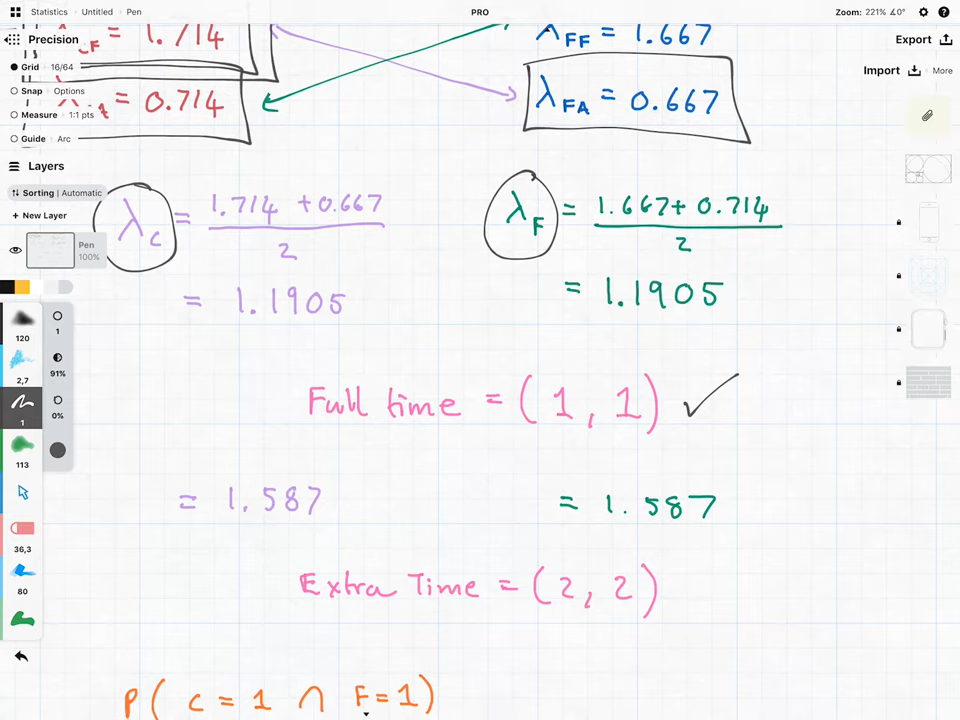 Statistics · Untitled · Pen
PRO
Zoom: 221% ∠0°
Precision
Export
Import
More
Grid 16/64
Snap Options
Measure 1:1 pts
Guide Arc
Layers
Sorting | Automatic
+ New Layer
Pen
100%
120
2,7
1
113
36,3
80
1
91%
0%
CF = 1.714
= 0.714
λFF = 1.667
λFA = 0.667
λC = 1.714 + 0.667
2
= 1.1905
λF = 1.667 + 0.714
2
= 1.1905
Full time = (1, 1) ✓
= 1.587
= 1.587
Extra Time = (2, 2)
P( C = 1 ∩ F = 1)